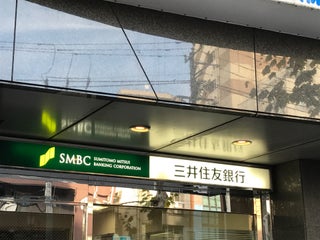 SMBC
SUMITOMO MITSUI
BANKING CORPORATION
三井住友銀行